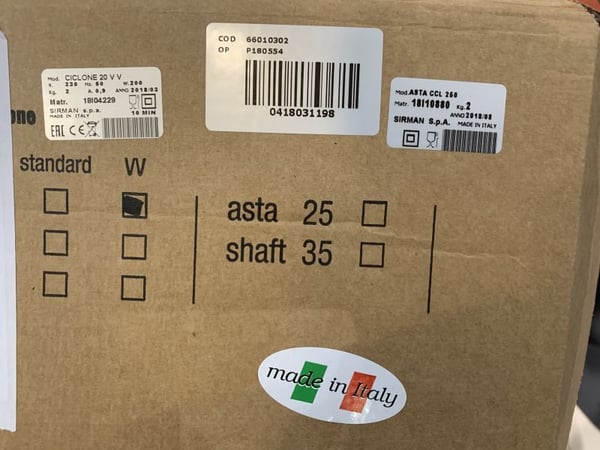 Mod. CICLONE 20 V V
V. 230 Hz. 50 W. 200
Kg. 2 A. 0,9 ANNO 2018/02
Matr. 18I04229
SIRMAN s.p.a.
MADE IN ITALY
10 MIN
EAC CE
COD 66010302
OP P180554
0418031198
Mod. ASTA CCL 250
Matr. 18I10880 Kg. 2
ANNO 2018/05
SIRMAN S.p.A. MADE IN ITALY
one
standard VV
asta 25
shaft 35
made in Italy